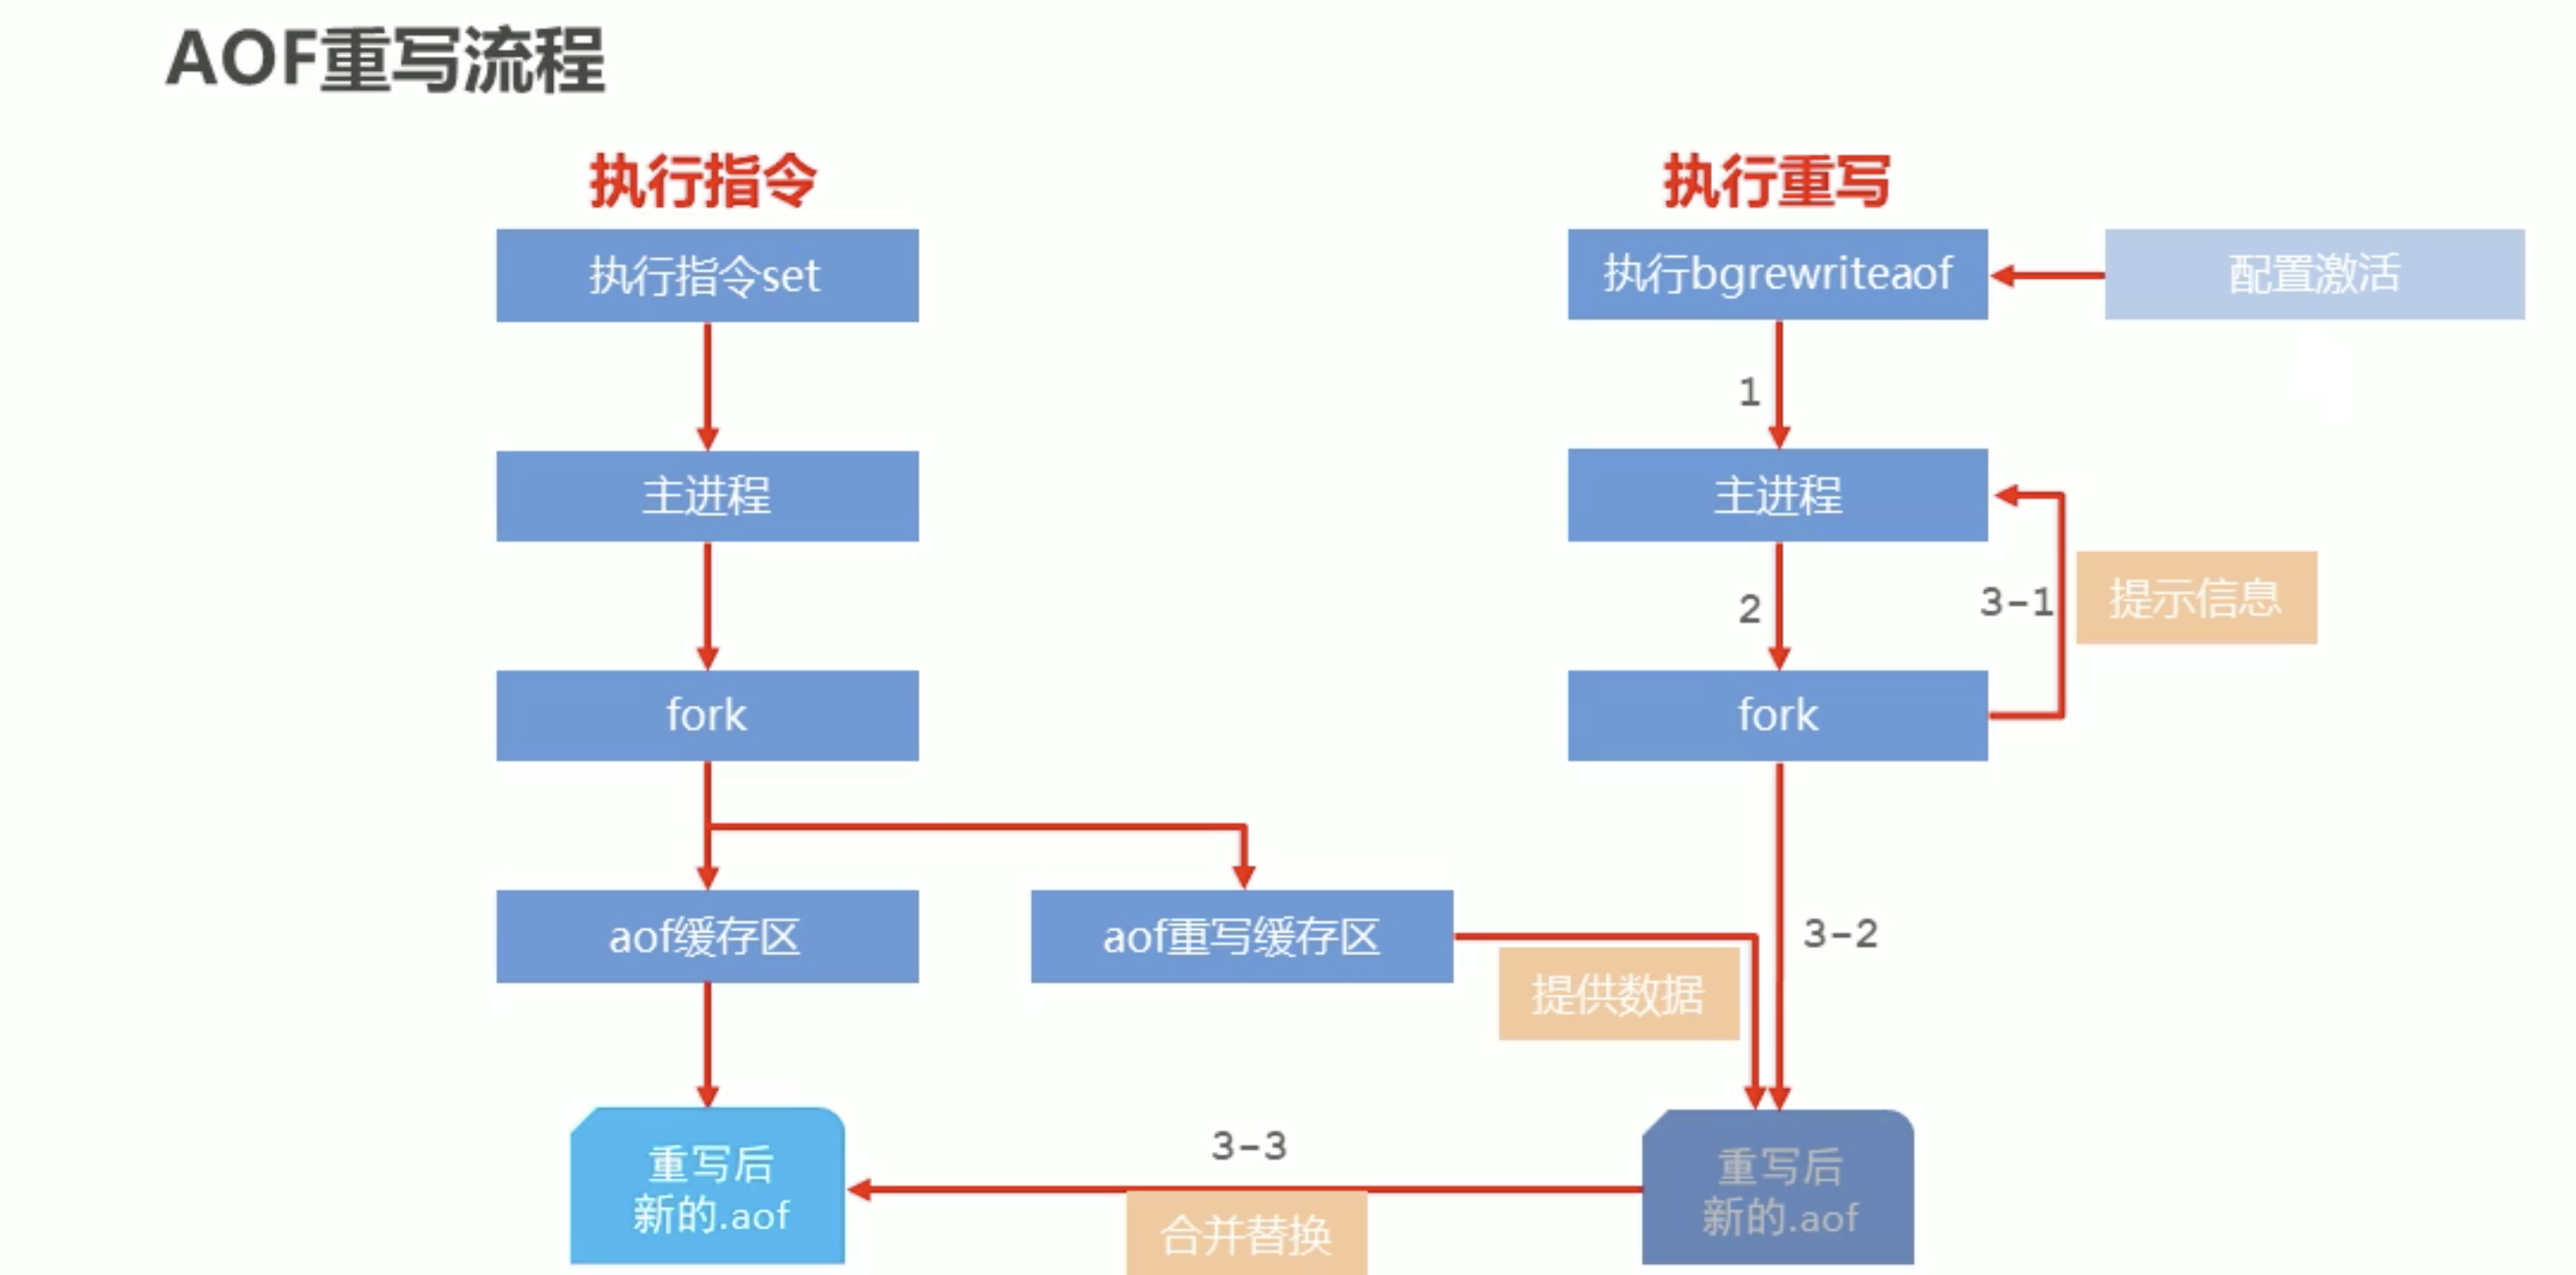 AOF重写流程
执行指令
执行重写
执行指令set
执行bgrewriteaof
配置激活
1
主进程
主进程
2
3-1
提示信息
fork
fork
aof缓存区
aof重写缓存区
3-2
提供数据
重写后
新的.aof
3-3
合并替换
重写后
新的.aof